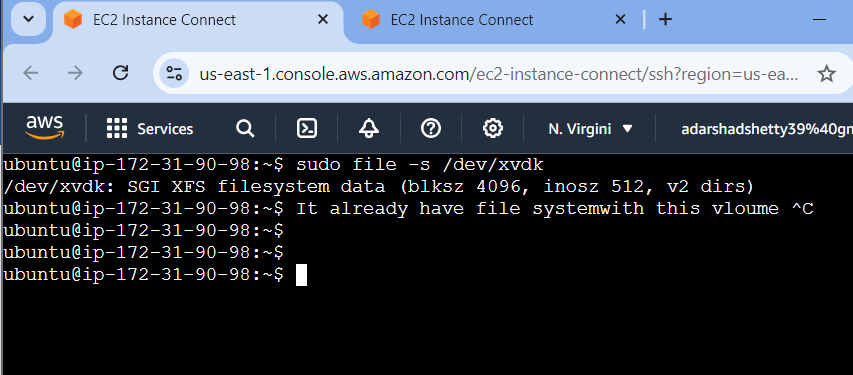 EC2 Instance Connect
EC2 Instance Connect
us-east-1.console.aws.amazon.com/ec2-instance-connect/ssh?region=us-ea...
aws
Services
N. Virgini
adarshadshetty39%40gn
ubuntu@ip-172-31-90-98:~$ sudo file -s /dev/xvdk
/dev/xvdk: SGI XFS filesystem data (blksz 4096, inosz 512, v2 dirs)
ubuntu@ip-172-31-90-98:~$ It already have file systemwith this vloume ^C
ubuntu@ip-172-31-90-98:~$
ubuntu@ip-172-31-90-98:~$
ubuntu@ip-172-31-90-98:~$